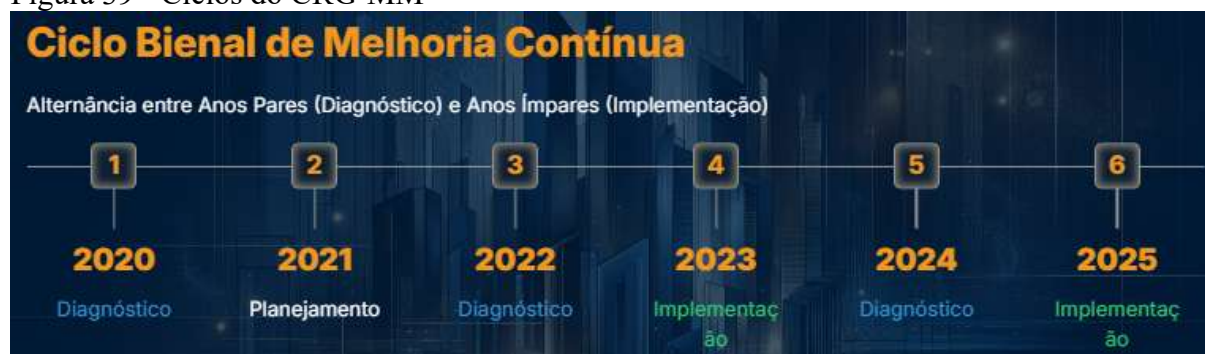 Figura 39 - Ciclos do CRG-MM
Ciclo Bienal de Melhoria Contínua
Alternância entre Anos Pares (Diagnóstico) e Anos Ímpares (Implementação)
1 2 3 4 5 6
2020 2021 2022 2023 2024 2025
Diagnóstico Planejamento Diagnóstico Implementaç Diagnóstico Implementaç
ão ão